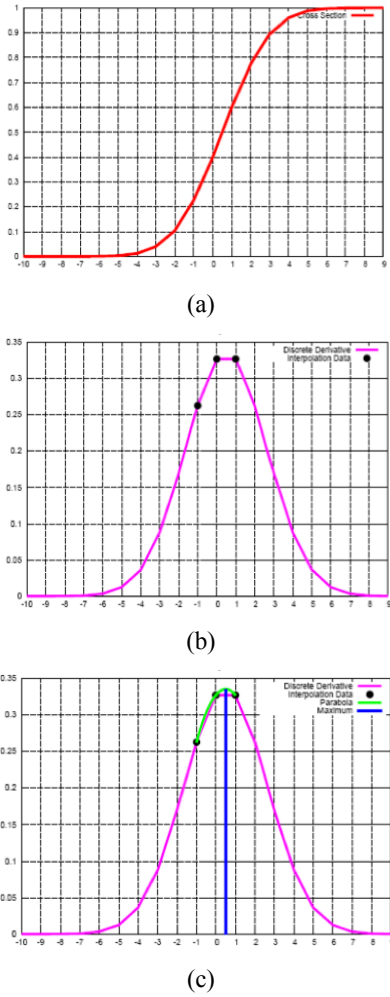 1
Cross Section
0.9
0.8
0.7
0.6
0.5
0.4
0.3
0.2
0.1
0
-10 -9 -8 -7 -6 -5 -4 -3 -2 -1 0 1 2 3 4 5 6 7 8 9
(a)
0.35
Discrete Derivative
Interpolation Data
0.3
0.25
0.2
0.15
0.1
0.05
0
-10 -9 -8 -7 -6 -5 -4 -3 -2 -1 0 1 2 3 4 5 6 7 8 9
(b)
0.35
Discrete Derivative
Interpolation Data
Parabola
Maximum
0.3
0.25
0.2
0.15
0.1
0.05
0
-10 -9 -8 -7 -6 -5 -4 -3 -2 -1 0 1 2 3 4 5 6 7 8
(c)